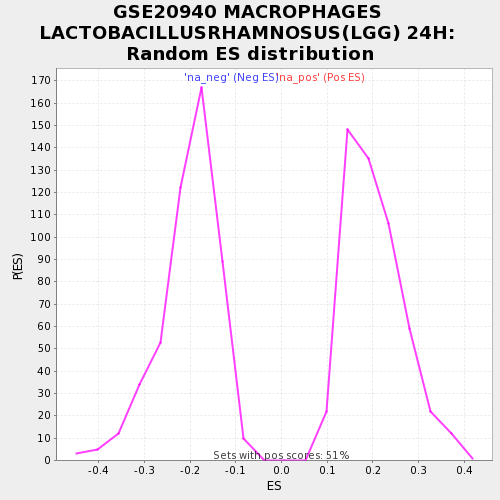 GSE20940 MACROPHAGES
LACTOBACILLUSRHAMNOSUS(LGG) 24H:
Random ES distribution
'na_neg' (Neg ES)'na_pos' (Pos ES)
170
160
150
140
130
120
110
100
90
80
70
60
50
40
30
20
10
0
P(ES)
Sets with pos scores: 51%
-0.4 -0.3 -0.2 -0.1 0.0 0.1 0.2 0.3 0.4
ES